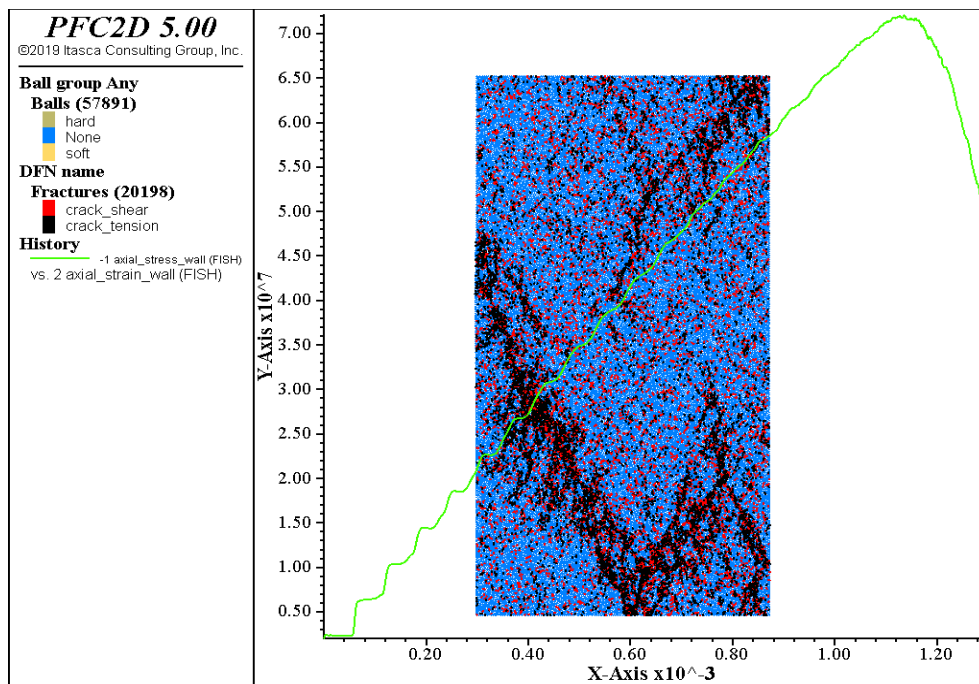 PFC2D 5.00
©2019 Itasca Consulting Group, Inc.
Ball group Any
Balls (57891)
hard
None
soft
DFN name
Fractures (20198)
crack_shear
crack_tension
History
-1 axial_stress_wall (FISH)
vs. 2 axial_strain_wall (FISH)
Y-Axis x10^7
7.00
6.50
6.00
5.50
5.00
4.50
4.00
3.50
3.00
2.50
2.00
1.50
1.00
0.50
0.20
0.40
0.60
0.80
1.00
1.20
X-Axis x10^-3